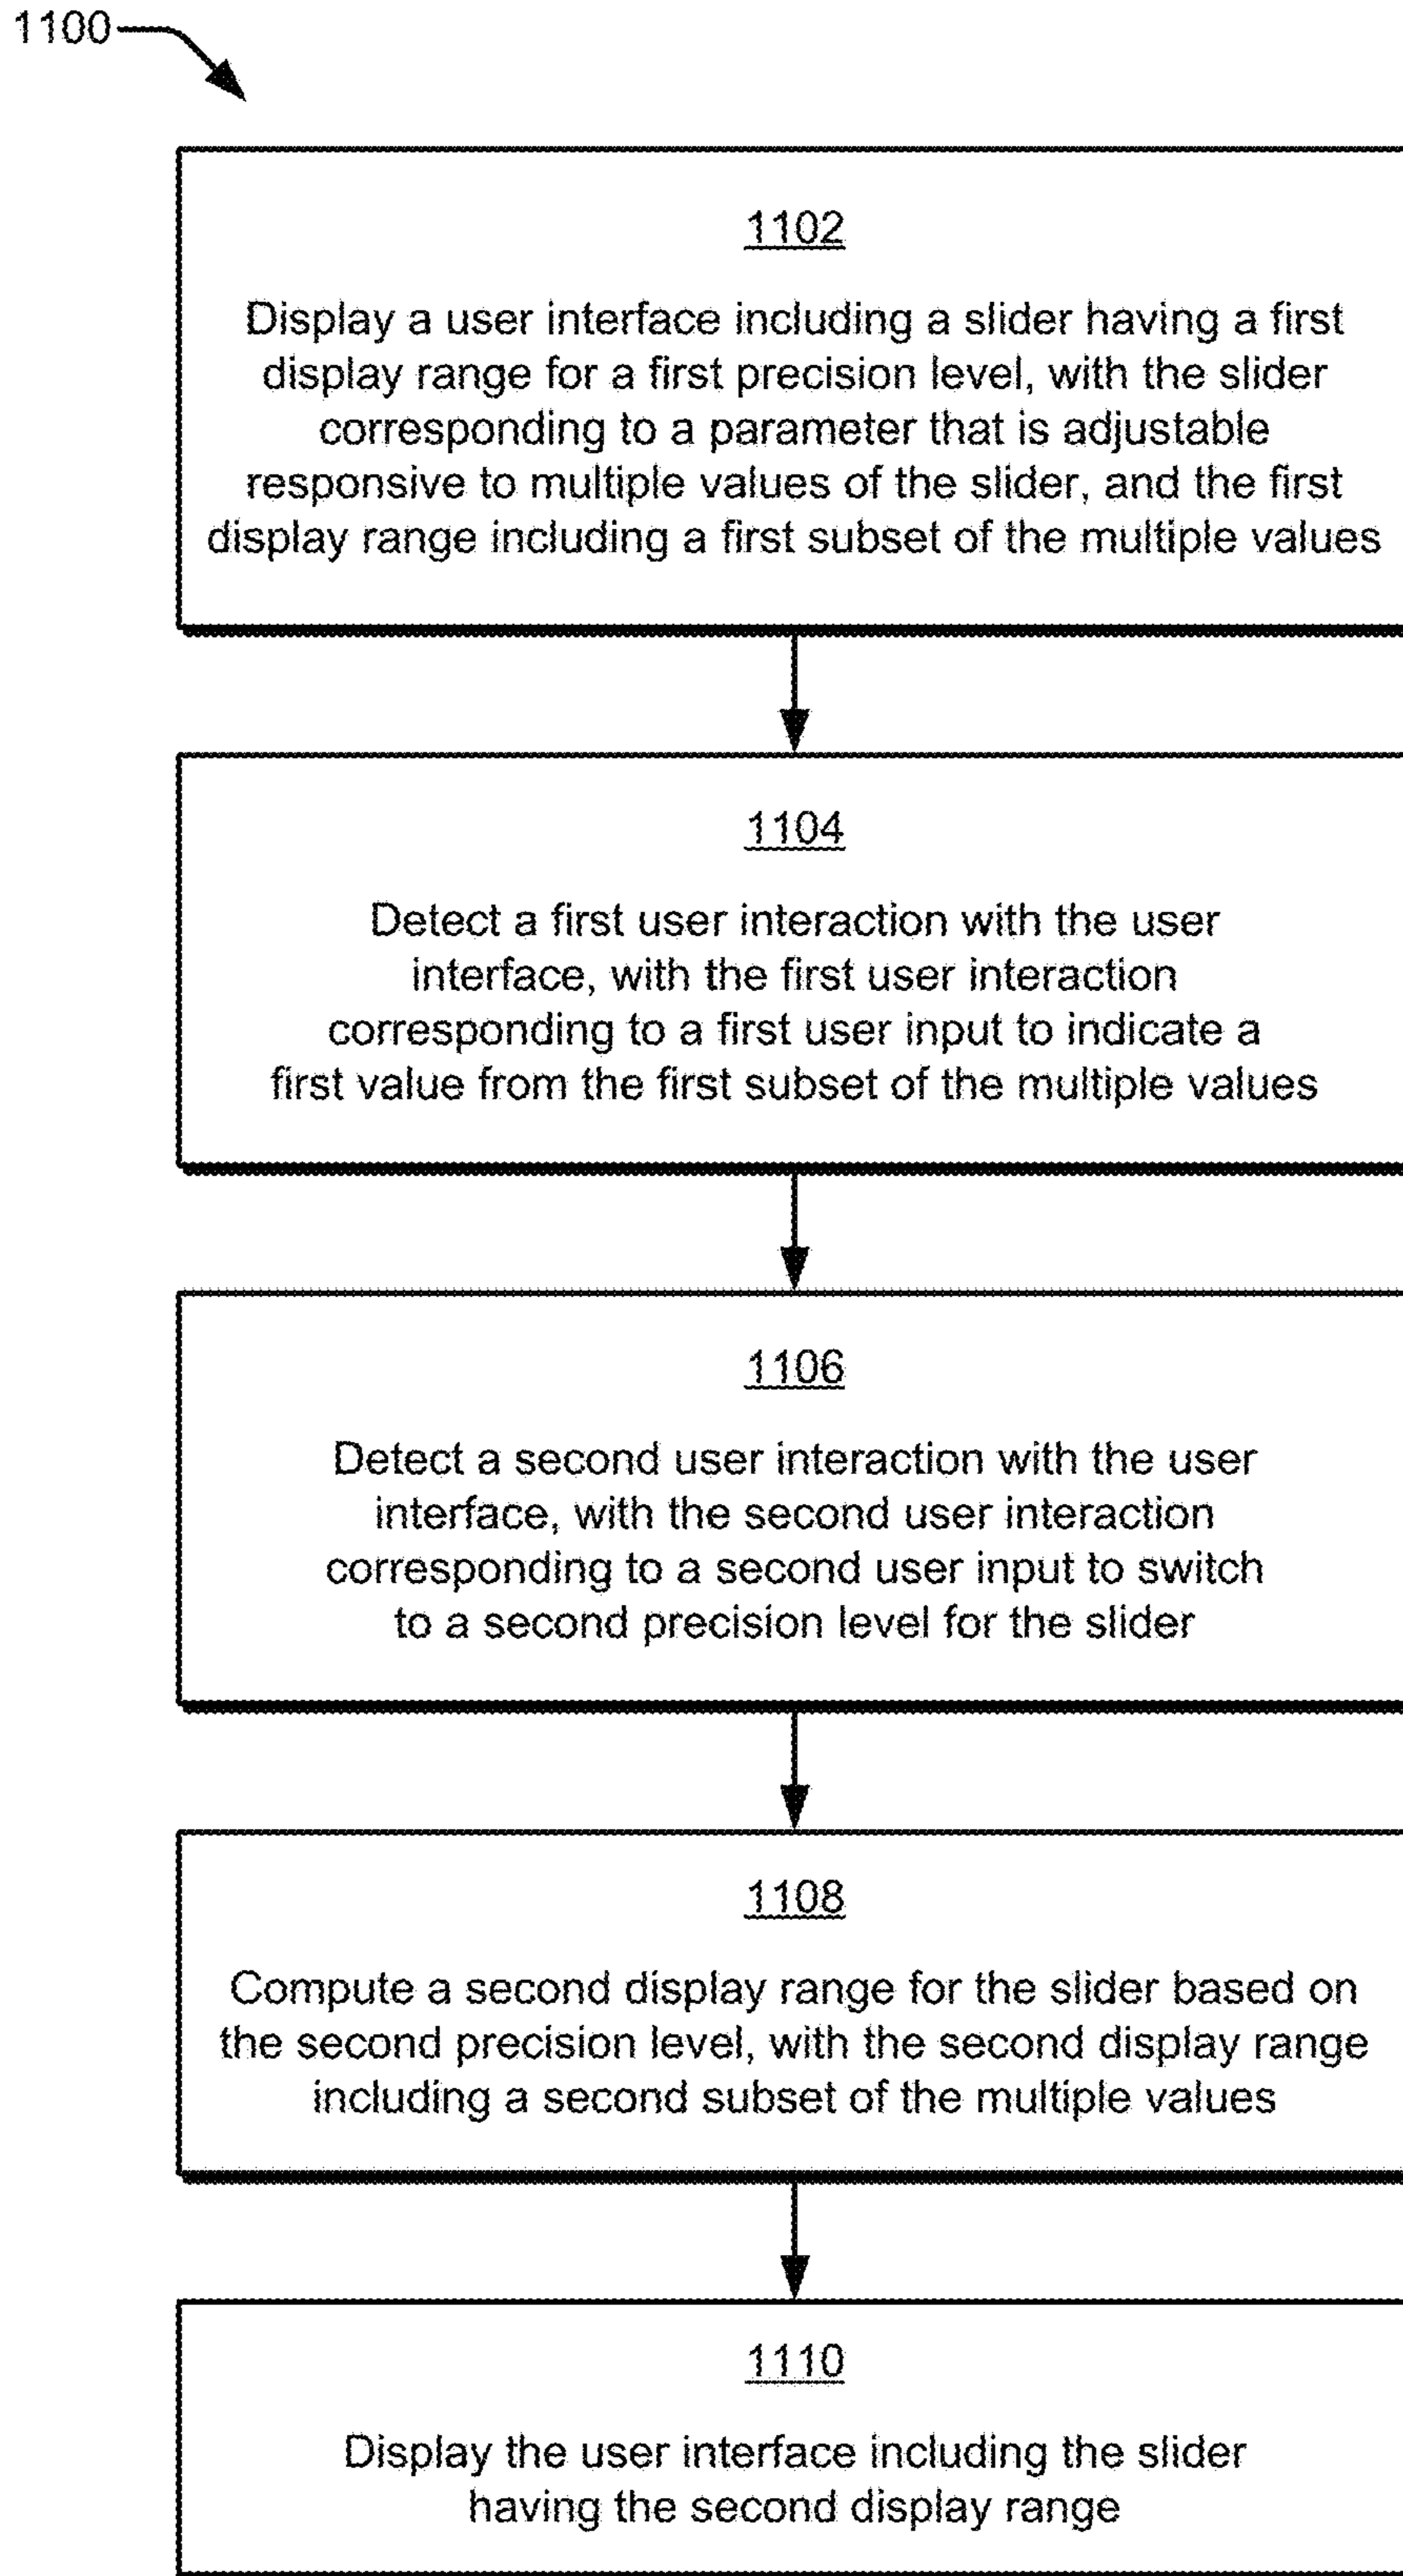 1100
1102
Display a user interface including a slider having a first
display range for a first precision level, with the slider
corresponding to a parameter that is adjustable
responsive to multiple values of the slider, and the first
display range including a first subset of the multiple values
1104
Detect a first user interaction with the user
interface, with the first user interaction
corresponding to a first user input to indicate a
first value from the first subset of the multiple values
1106
Detect a second user interaction with the user
interface, with the second user interaction
corresponding to a second user input to switch
to a second precision level for the slider
1108
Compute a second display range for the slider based on
the second precision level, with the second display range
including a second subset of the multiple values
1110
Display the user interface including the slider
having the second display range